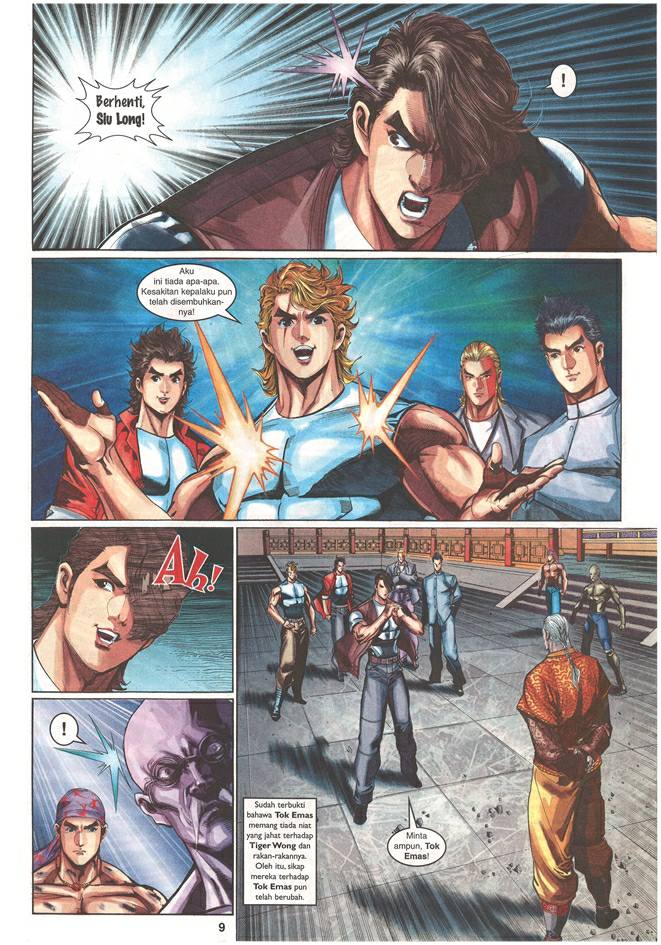 Berhenti,
Siu Long!
!
Aku
ini tiada apa-apa.
Kesakitan kepalaku pun
telah disembuhkan-
nya!
Ah!
!
Sudah terbukti
bahawa Tok Emas
memang tiada niat
yang jahat terhadap
Tiger Wong dan
rakan-rakannya.
Oleh itu, sikap
mereka terhadap
Tok Emas pun
telah berubah.
Minta
ampun, Tok
Emas!
9